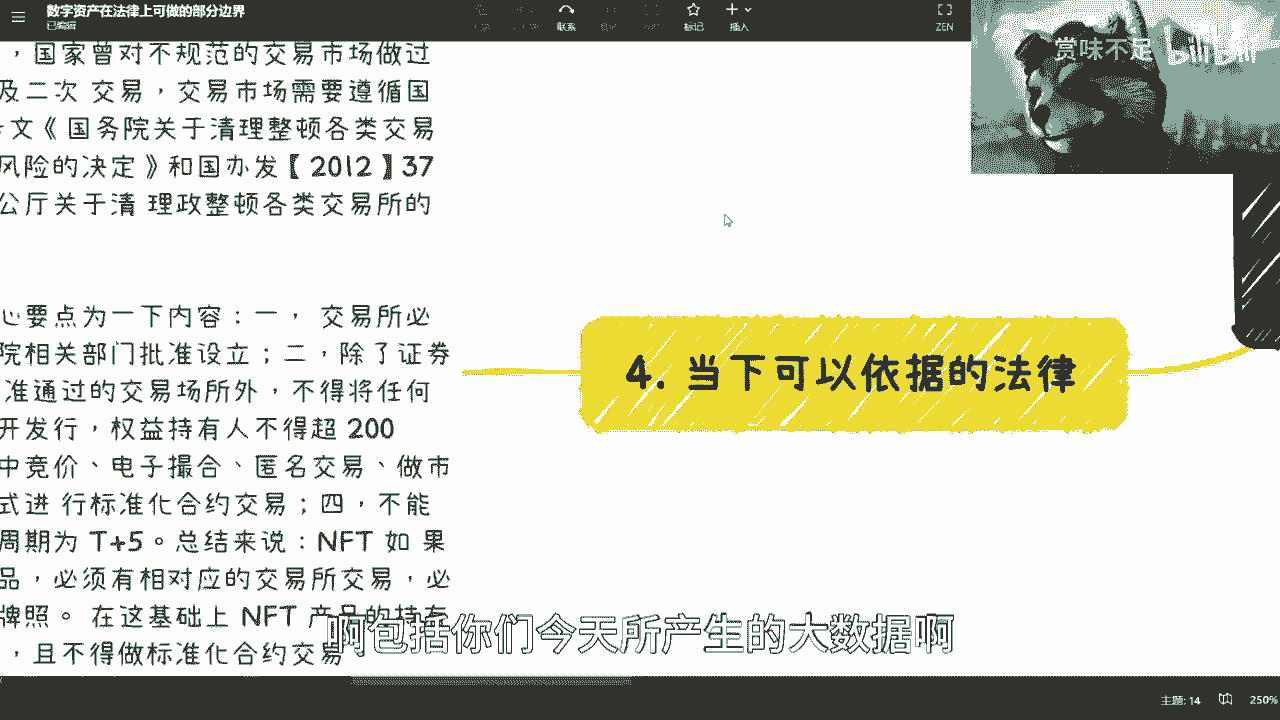 数字资产在法律上可做的部分边界
已编辑
联系
标记
插入
ZEN
赏味不足 bilibili
，国家曾对不规范的交易市场做过
及二次 交易，交易市场需要遵循国
文《国务院关于清理整顿各类交易
风险的决定》和国办发【2012】37
公厅关于清 理政整顿各类交易所的
心要点为一下内容：一， 交易所必
院相关部门批准设立；二，除了证券
准通过的交易场所外，不得将任何
开发行，权益持有人不得超 200
中竞价、电子撮合、匿名交易、做市
式进 行标准化合约交易；四，不能
周期为 T+5。总结来说：NFT 如 果
品，必须有相对应的交易所交易，必
牌照。 在这基础上 NFT 产品的持有
，且不得做标准化合约交易
4. 当下可以依据的法律
啊包括你们今天所产生的大数据啊
主题: 14
250%